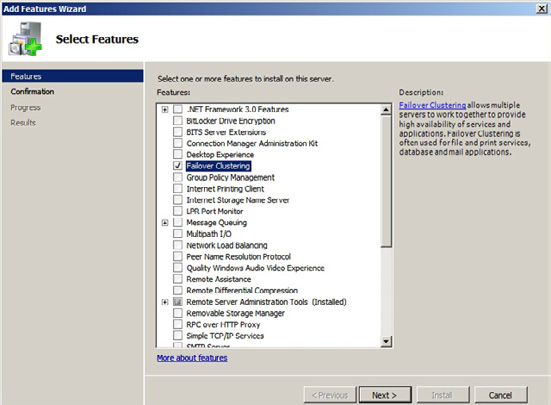 Add Features Wizard
Select Features
Features
Confirmation
Progress
Results
Select one or more features to install on this server.
Features:
.NET Framework 3.0 Features
BitLocker Drive Encryption
BITS Server Extensions
Connection Manager Administration Kit
Desktop Experience
Failover Clustering
Group Policy Management
Internet Printing Client
Internet Storage Name Server
LPR Port Monitor
Message Queuing
Multipath I/O
Network Load Balancing
Peer Name Resolution Protocol
Quality Windows Audio Video Experience
Remote Assistance
Remote Differential Compression
Remote Server Administration Tools (Installed)
Removable Storage Manager
RPC over HTTP Proxy
Simple TCP/IP Services
SMTP Server
More about features
Description:
Failover Clustering allows multiple
servers to work together to provide
high availability of services and
applications. Failover Clustering is
often used for file and print services,
database and mail applications.
< Previous
Next >
Install
Cancel